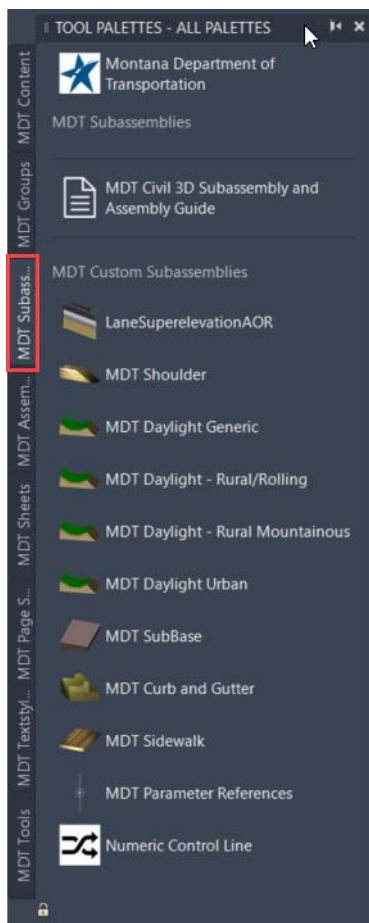 TOOL PALETTES - ALL PALETTES
MDT Content
MDT Groups
MDT Subass...
MDT Assem...
MDT Sheets
MDT Page S...
MDT Textstyl...
MDT Tools
Montana Department of
Transportation
MDT Subassemblies
MDT Civil 3D Subassembly and
Assembly Guide
MDT Custom Subassemblies
LaneSuperelevationAOR
MDT Shoulder
MDT Daylight Generic
MDT Daylight - Rural/Rolling
MDT Daylight - Rural Mountainous
MDT Daylight Urban
MDT SubBase
MDT Curb and Gutter
MDT Sidewalk
MDT Parameter References
Numeric Control Line